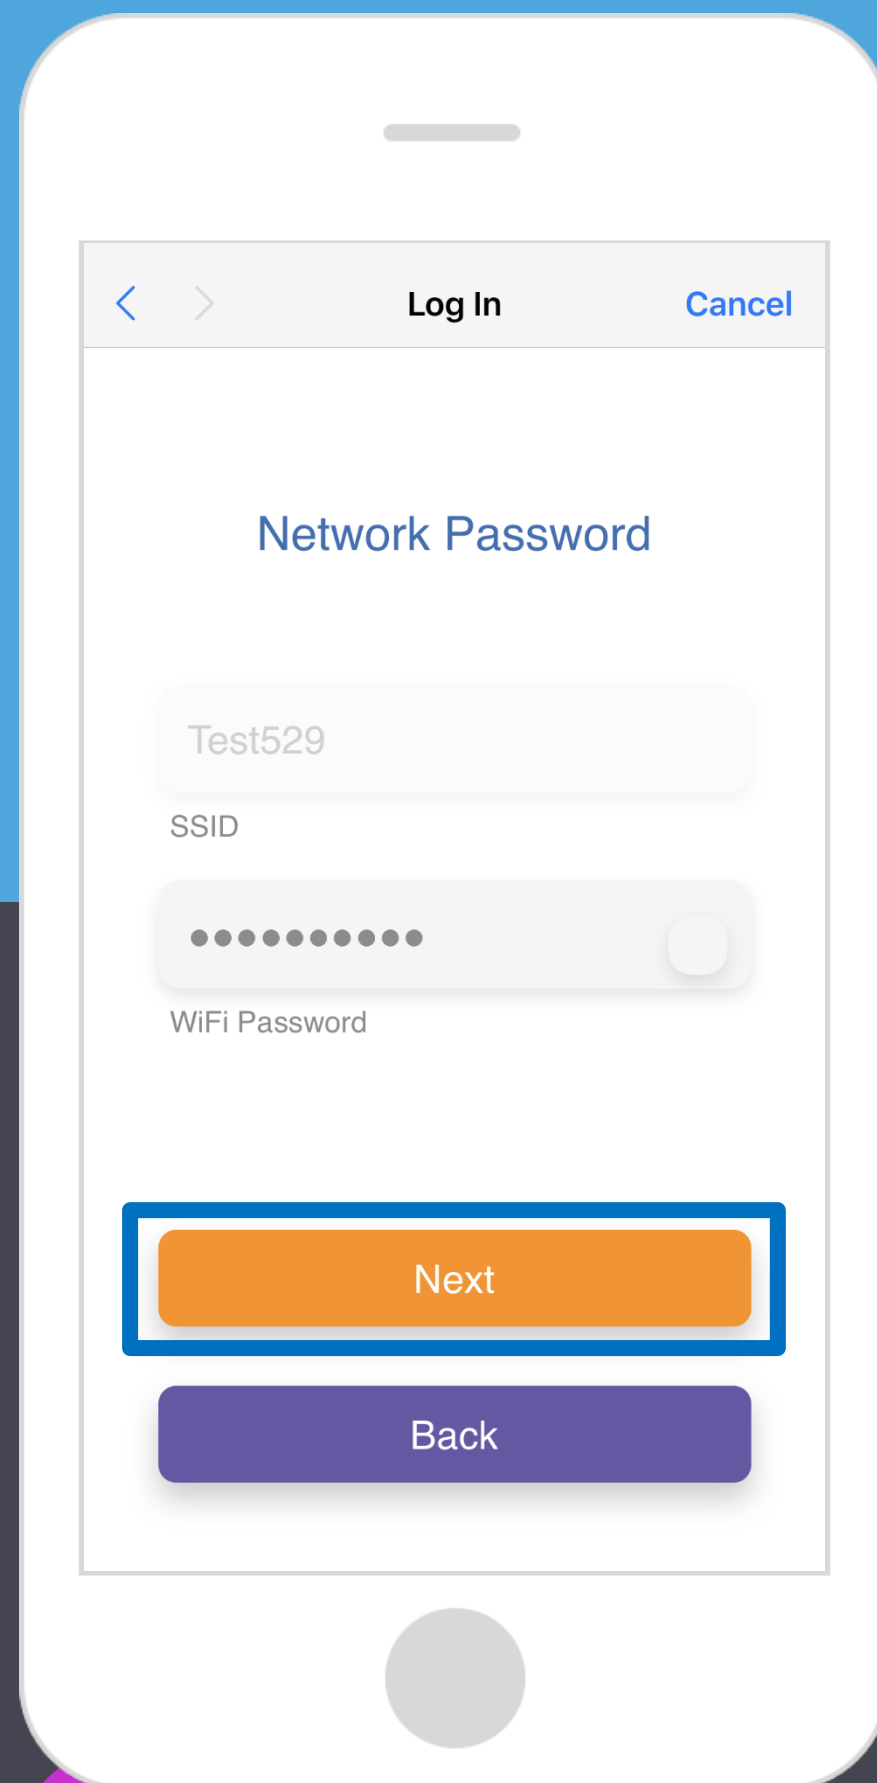 Log In
Cancel
Network Password
Test529
SSID
••••••••••
WiFi Password
Next
Back